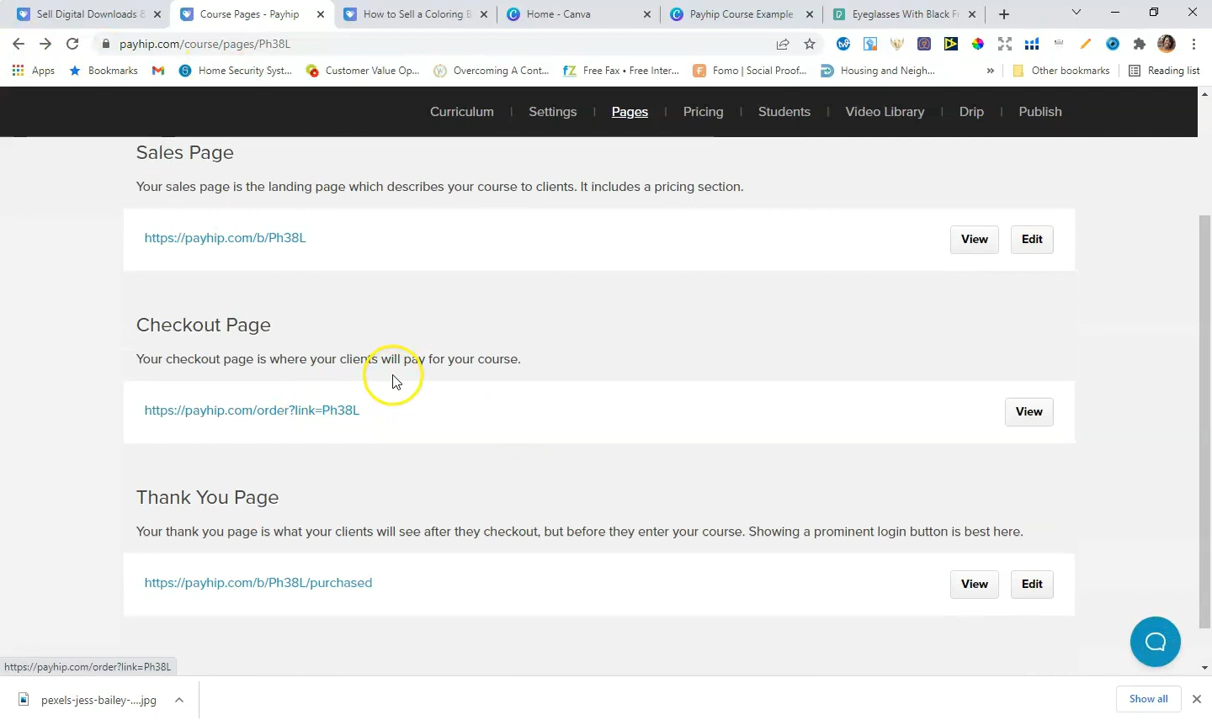 Sell Digital Downloads &
Course Pages - Payhip
How to Sell a Coloring B
Home - Canva
Payhip Course Example
Eyeglasses With Black Fr
payhip.com/course/pages/Ph38L
Apps
Bookmarks
Home Security Syst...
Customer Value Op...
Overcoming A Cont...
Free Fax • Free Inter...
Fomo | Social Proof...
Housing and Neigh...
»
Other bookmarks
Reading list
Curriculum | Settings | Pages | Pricing | Students | Video Library | Drip | Publish
Sales Page
Your sales page is the landing page which describes your course to clients. It includes a pricing section.
https://payhip.com/b/Ph38L
View
Edit
Checkout Page
Your checkout page is where your clients will pay for your course.
https://payhip.com/order?link=Ph38L
View
Thank You Page
Your thank you page is what your clients will see after they checkout, but before they enter your course. Showing a prominent login button is best here.
https://payhip.com/b/Ph38L/purchased
View
Edit
https://payhip.com/order?link=Ph38L
pexels-jess-bailey-....jpg
Show all